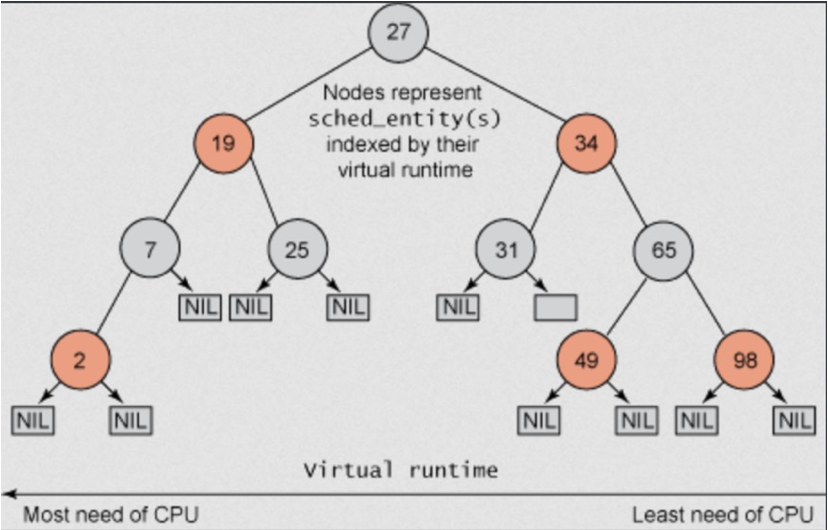 27
Nodes represent
sched_entity(s)
indexed by their
virtual runtime
19
34
7
25
31
65
NIL
NIL
NIL
NIL
2
49
98
NIL
NIL
NIL
NIL
NIL
NIL
Virtual runtime
Most need of CPU
Least need of CPU